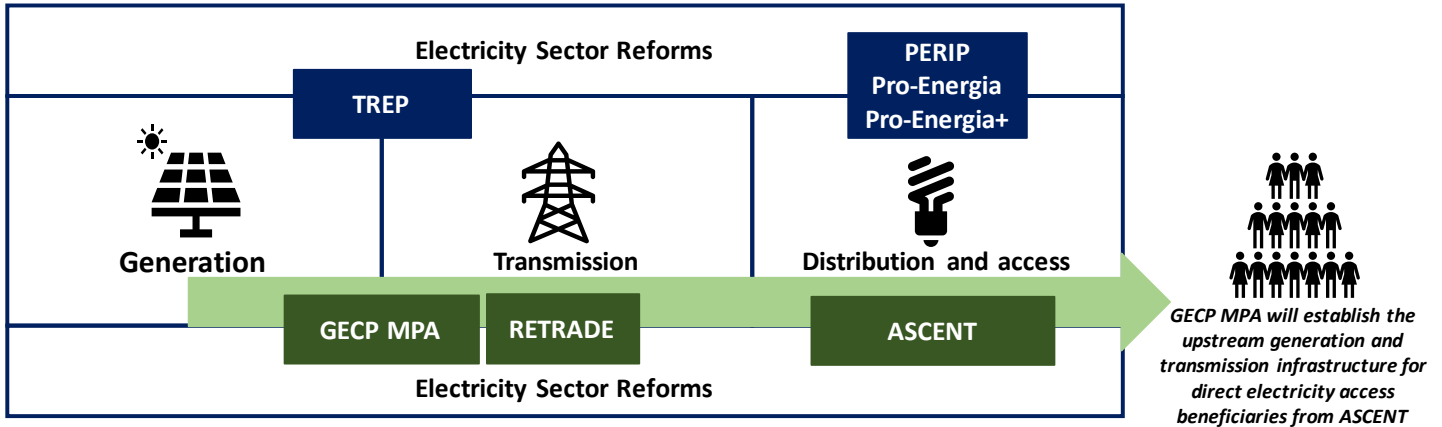 Electricity Sector Reforms
TREP
PERIP
Pro-Energia
Pro-Energia+
Generation
Transmission
Distribution and access
GECP MPA
RETRADE
ASCENT
Electricity Sector Reforms
GECP MPA will establish the
upstream generation and
transmission infrastructure for
direct electricity access
beneficiaries from ASCENT